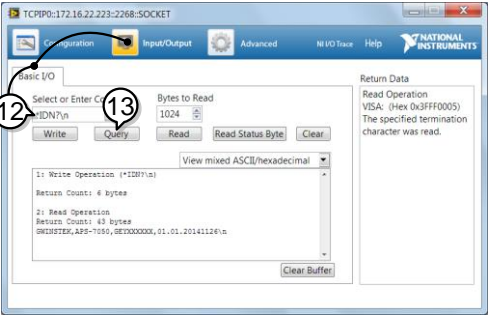 TCPIP0::172.16.22.223::2268::SOCKET
Configuration Input/Output Advanced NI I/O Trace Help NATIONAL INSTRUMENTS
Basic I/O
Return Data
12
13
Select or Enter Co
Bytes to Read
*IDN?\n
1024
Write Query Read Read Status Byte Clear
View mixed ASCII/hexadecimal
1: Write Operation (*IDN?\n)
Return Count: 6 bytes
2: Read Operation
Return Count: 43 bytes
GWINSTEK,APS-7050,GEYXXXXXX,01.01.20141126\n
Clear Buffer
Read Operation
VISA: (Hex 0x3FFF0005)
The specified termination
character was read.